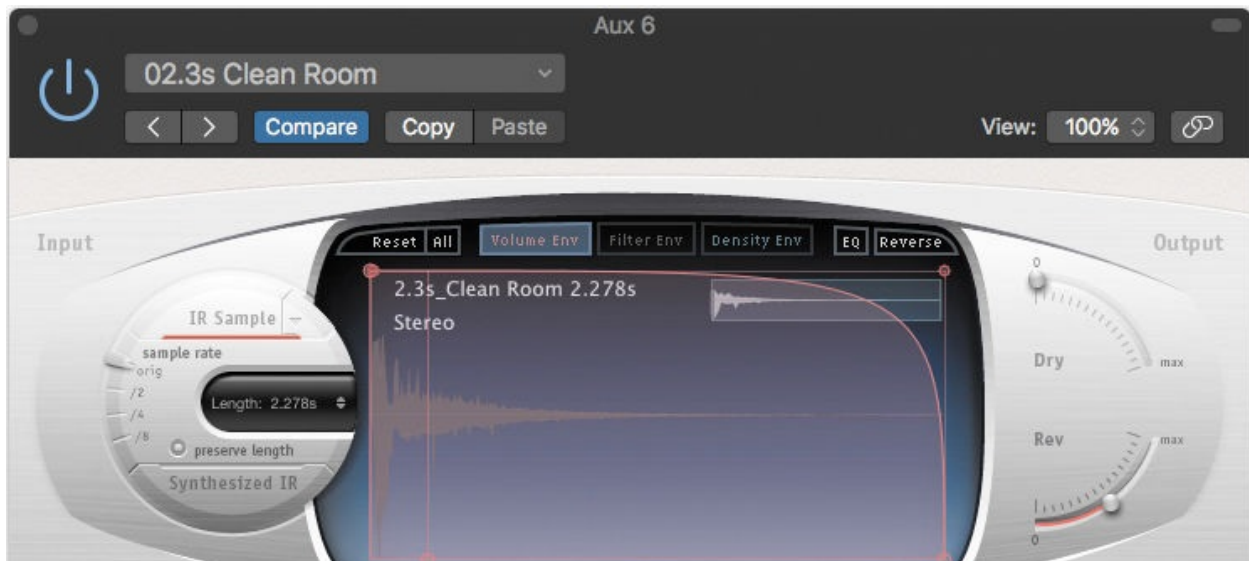 Aux 6
02.3s Clean Room
Compare Copy Paste View: 100%
Input Reset All Volume Env Filter Env Density Env EQ Reverse Output
0
2.3s_Clean Room 2.278s
Stereo
IR Sample
sample rate
orig
/2
/4
/8
Length: 2.278s
preserve length
Synthesized IR
Dry max
Rev max
0